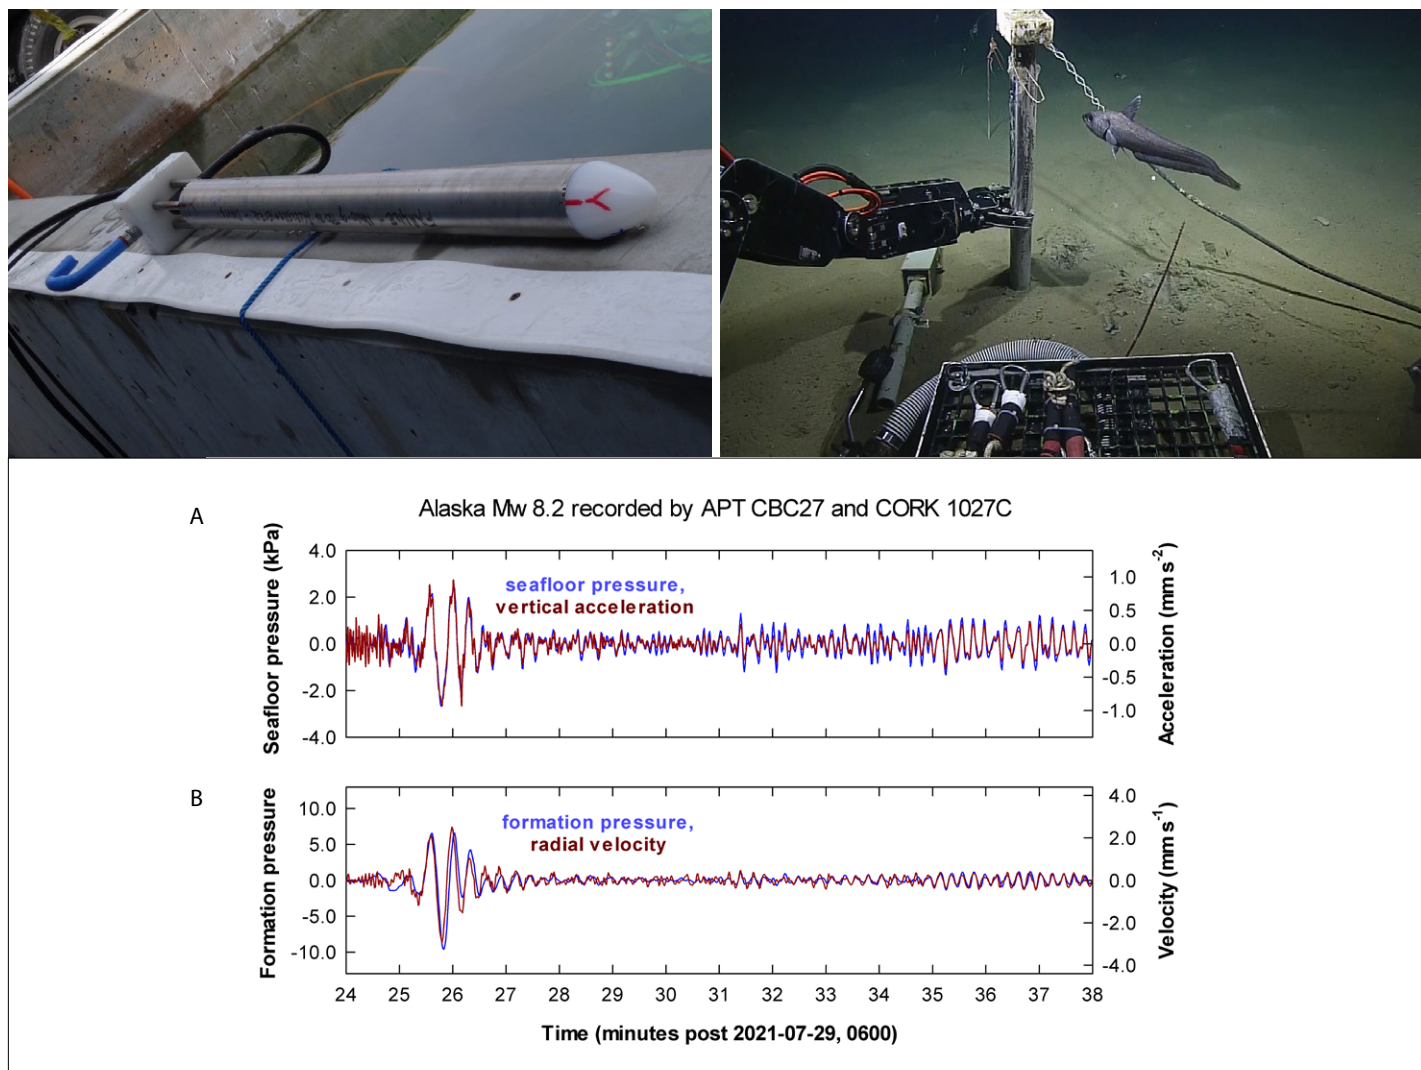 A
Alaska Mw 8.2 recorded by APT CBC27 and CORK 1027C
Seafloor pressure (kPa)
4.0
2.0
0.0
-2.0
-4.0
seafloor pressure,
vertical acceleration
1.0
0.5
0.0
-0.5
-1.0
Acceleration (mm s-2)
B
Formation pressure
10.0
5.0
0.0
-5.0
-10.0
formation pressure,
radial velocity
4.0
2.0
0.0
-2.0
-4.0
Velocity (mm s-1)
24 25 26 27 28 29 30 31 32 33 34 35 36 37 38
Time (minutes post 2021-07-29, 0600)